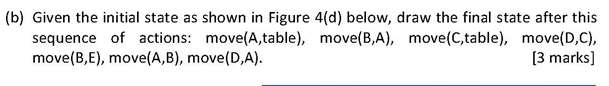 (b) Given the initial state as shown in Figure 4(d) below, draw the final state after this
sequence of actions: move(A,table), move(B,A), move(C,table), move(D,C),
move(B,E), move(A,B), move(D,A). [3 marks]